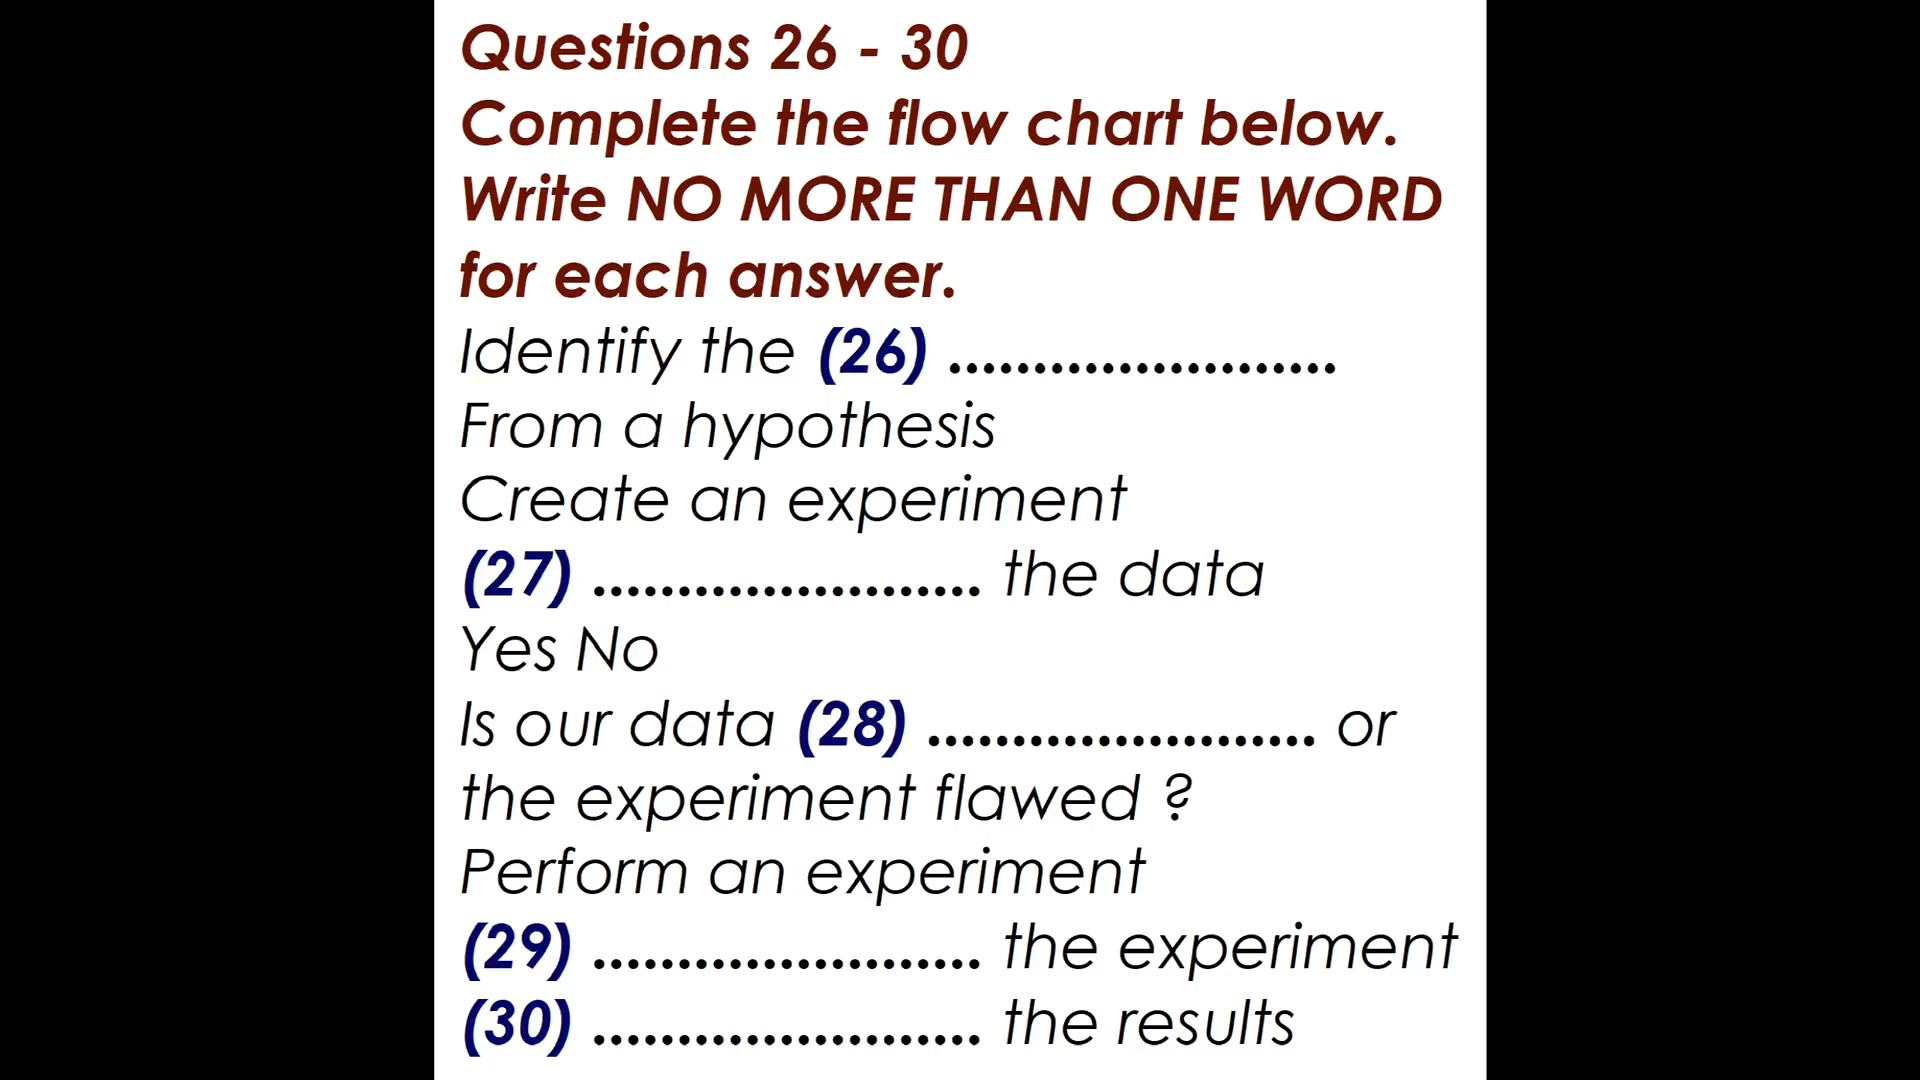 Questions 26 - 30
Complete the flow chart below.
Write NO MORE THAN ONE WORD
for each answer.
Identify the (26) .......................
From a hypothesis
Create an experiment
(27) ....................... the data
Yes No
Is our data (28) ....................... or
the experiment flawed ?
Perform an experiment
(29) ....................... the experiment
(30) ....................... the results